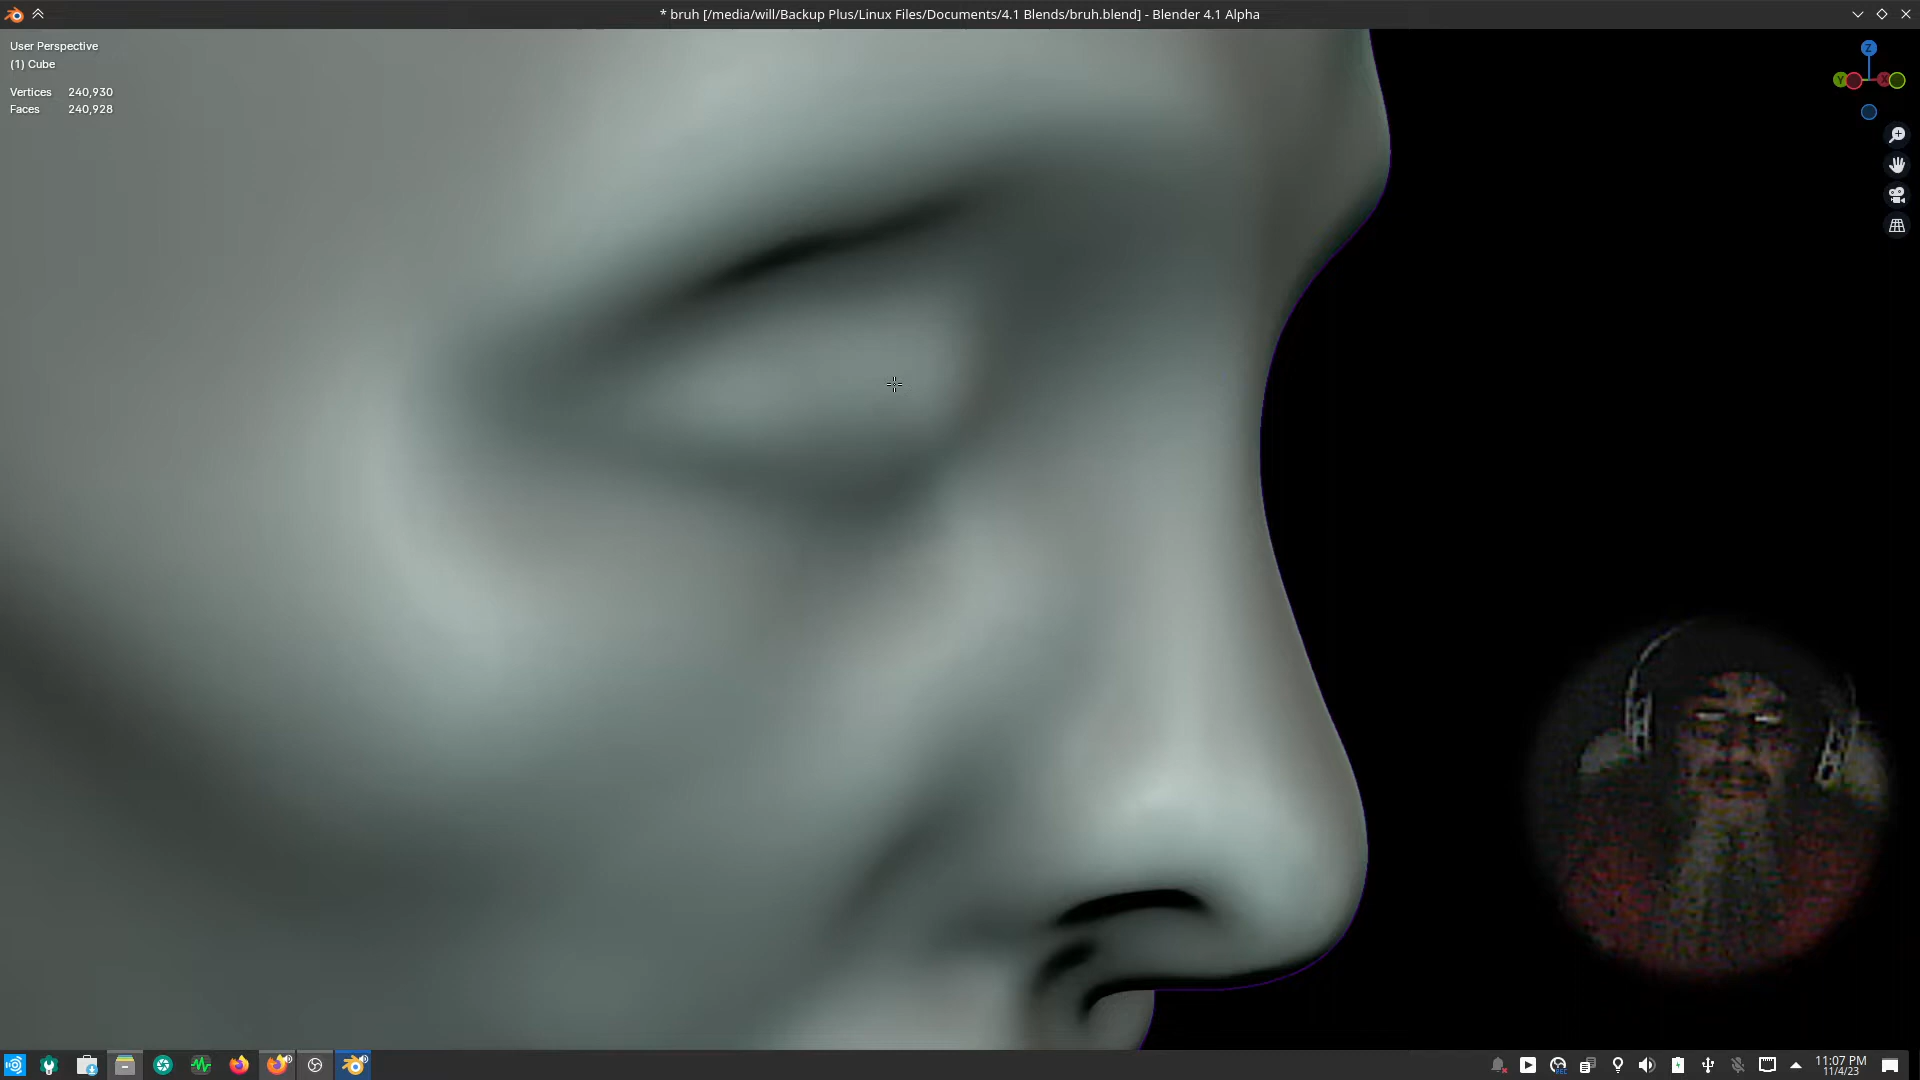 * bruh [/media/will/Backup Plus/Linux Files/Documents/4.1 Blends/bruh.blend] - Blender 4.1 Alpha
User Perspective
(1) Cube
Vertices 240,930
Faces 240,928
Z
Y
X
REC
11:07 PM
11/4/23